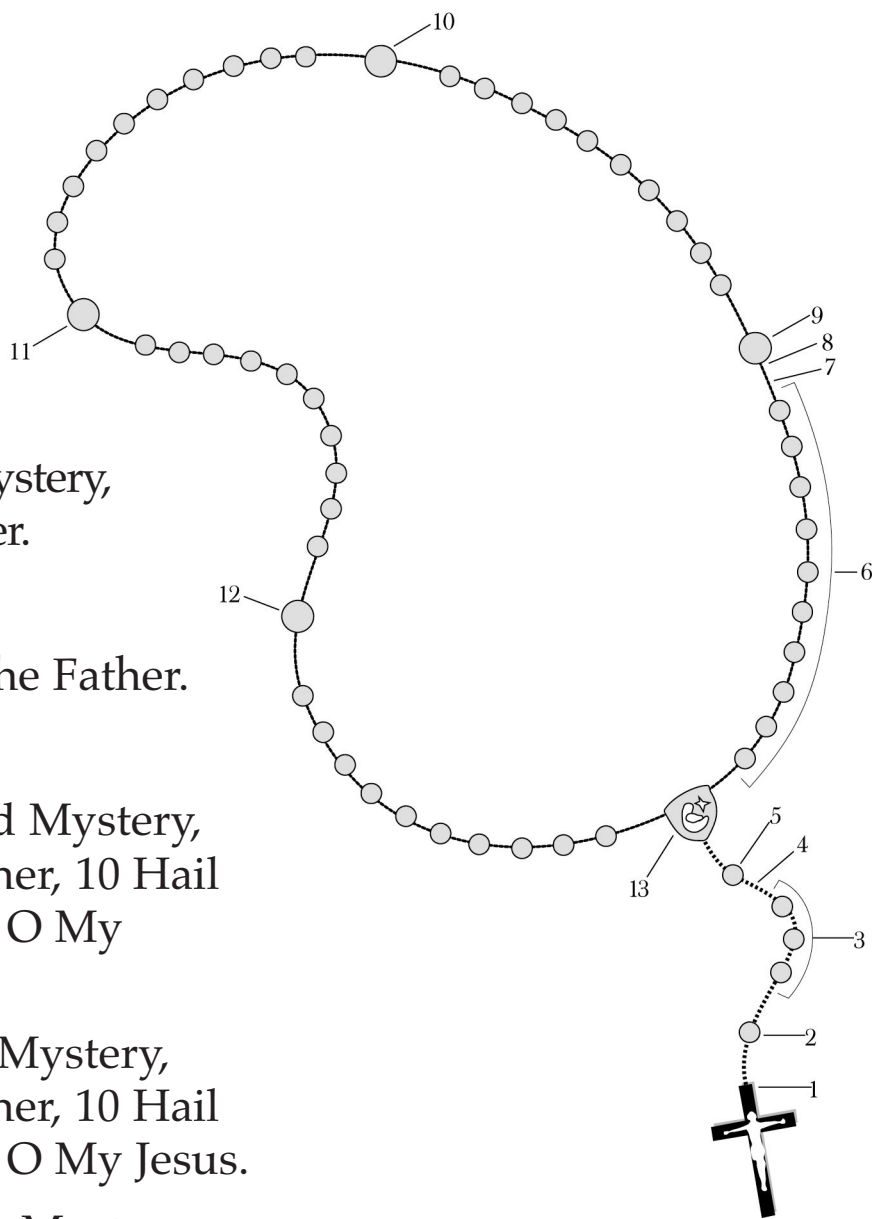 10
9
8
7
11
ystery,
er.
6
12
he Father.
d Mystery,
her, 10 Hail
O My
5
4
13
3
2
Mystery,
her, 10 Hail
O My Jesus.
1